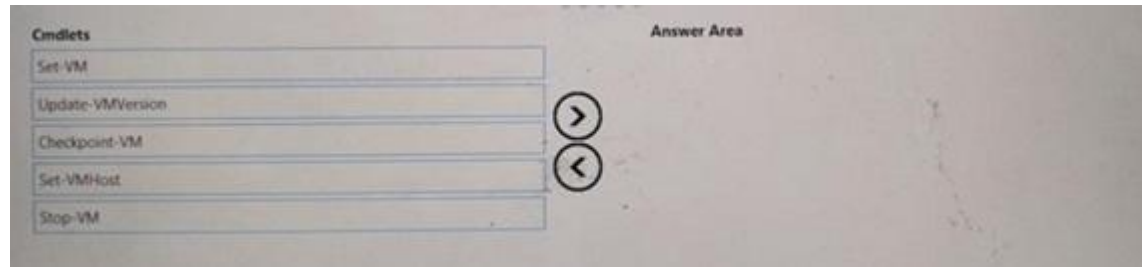 Cmdlets
Answer Area
Set-VM
Update-VMVersion
Checkpoint-VM
Set-VMHost
Stop-VM